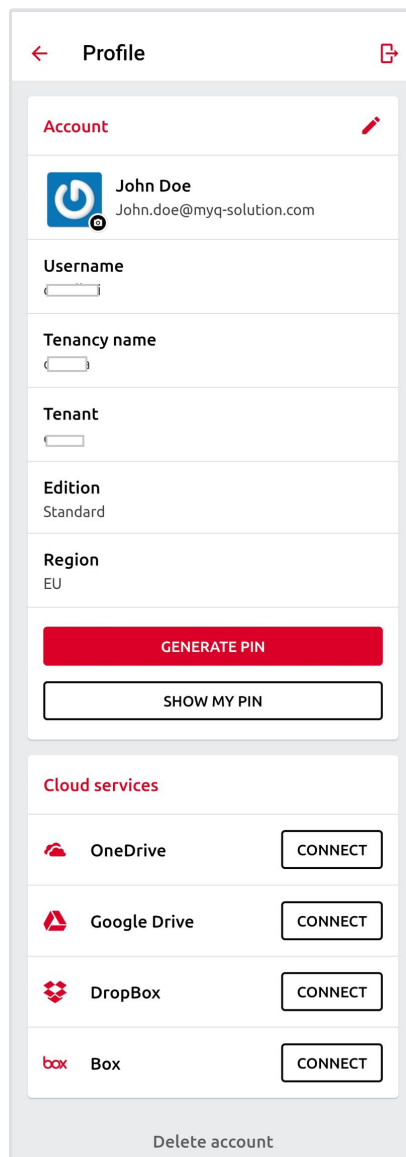 Profile
Account
John Doe
John.doe@myq-solution.com
Username
Tenancy name
Tenant
Edition
Standard
Region
EU
GENERATE PIN
SHOW MY PIN
Cloud services
OneDrive CONNECT
Google Drive CONNECT
DropBox CONNECT
box Box CONNECT
Delete account